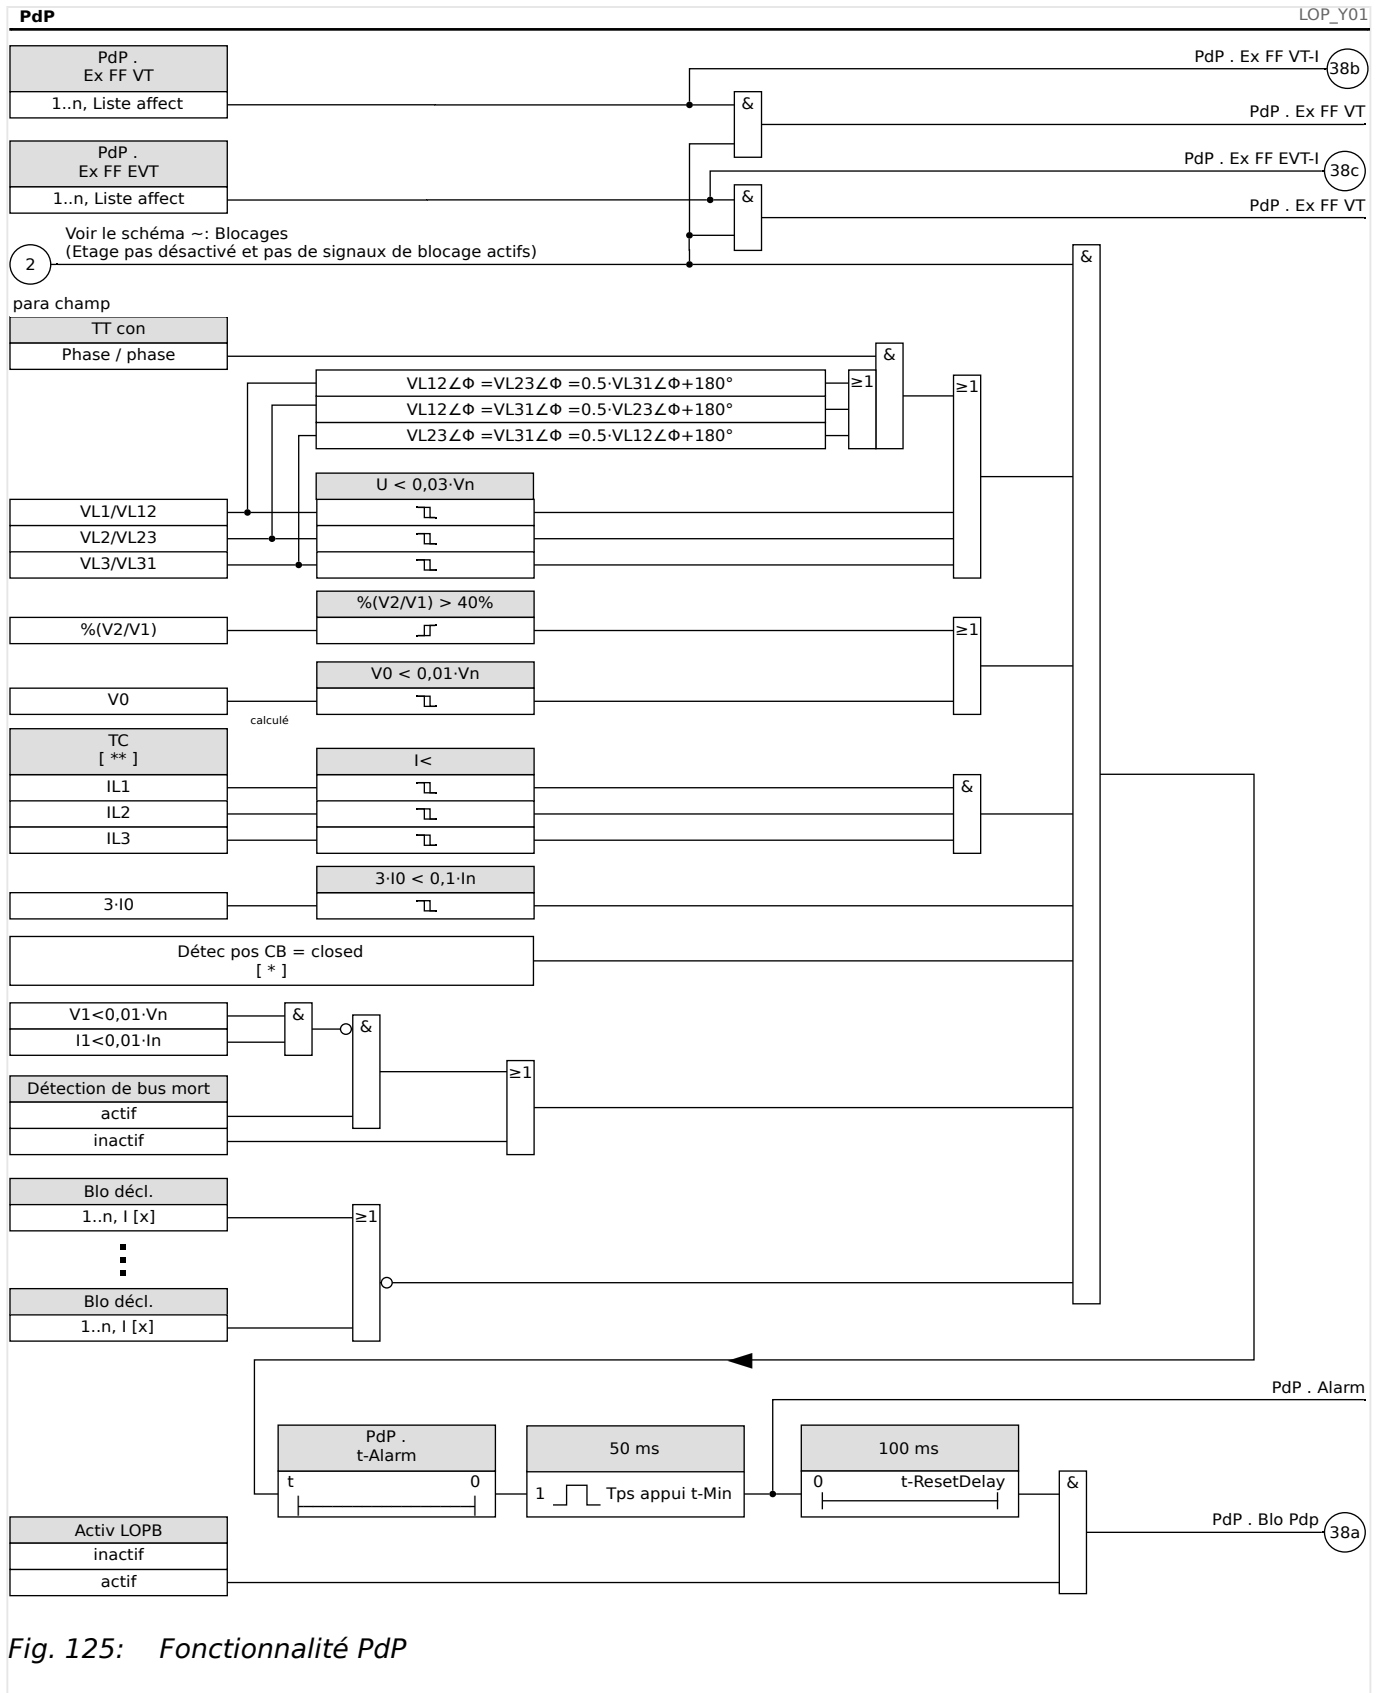 PdP
LOP_Y01
PdP .
Ex FF VT
1..n, Liste affect
&
PdP . Ex FF VT-I
38b
PdP . Ex FF VT
PdP .
Ex FF EVT
1..n, Liste affect
&
PdP . Ex FF EVT-I
38c
PdP . Ex FF VT
Voir le schéma ~: Blocages
(Etage pas désactivé et pas de signaux de blocage actifs)
2
&
para champ
TT con
Phase / phase
&
VL12∠Φ =VL23∠Φ =0.5·VL31∠Φ+180°
≥1
≥1
VL12∠Φ =VL31∠Φ =0.5·VL23∠Φ+180°
VL23∠Φ =VL31∠Φ =0.5·VL12∠Φ+180°
U < 0,03·Vn
VL1/VL12
VL2/VL23
VL3/VL31
%(V2/V1) > 40%
%(V2/V1)
≥1
V0 < 0,01·Vn
V0
calculé
TC
[ ** ]
I<
IL1
&
IL2
IL3
3·I0 < 0,1·In
3·I0
Détec pos CB = closed
[ * ]
V1<0,01·Vn
&
&
I1<0,01·In
≥1
Détection de bus mort
actif
inactif
Blo décl.
1..n, I [x]
≥1
Blo décl.
1..n, I [x]
PdP . Alarm
PdP .
t-Alarm
50 ms
100 ms
t
0
1
Tps appui t-Min
0
t-ResetDelay
&
PdP . Blo Pdp
38a
Activ LOPB
inactif
actif
Fig. 125: Fonctionnalité PdP